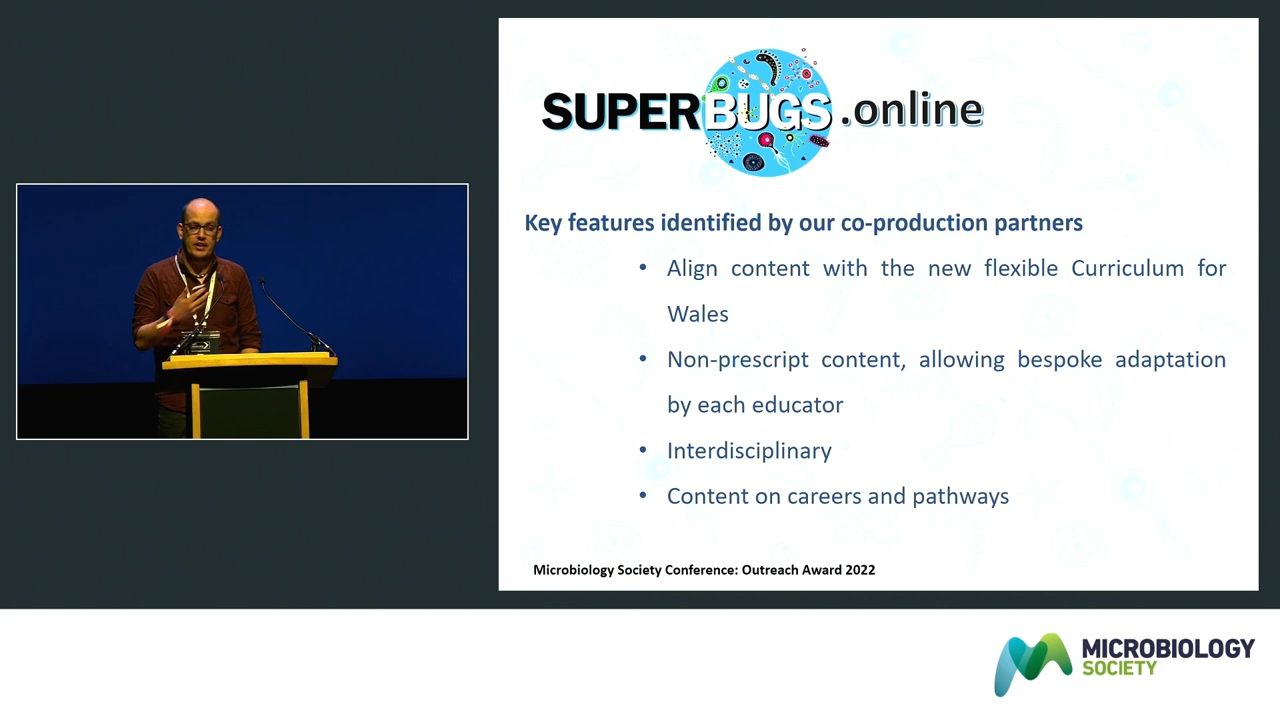 SUPERBUGS.online
Key features identified by our co-production partners
• Align content with the new flexible Curriculum for
Wales
• Non-prescript content, allowing bespoke adaptation
by each educator
• Interdisciplinary
• Content on careers and pathways
Microbiology Society Conference: Outreach Award 2022
MICROBIOLOGY
SOCIETY